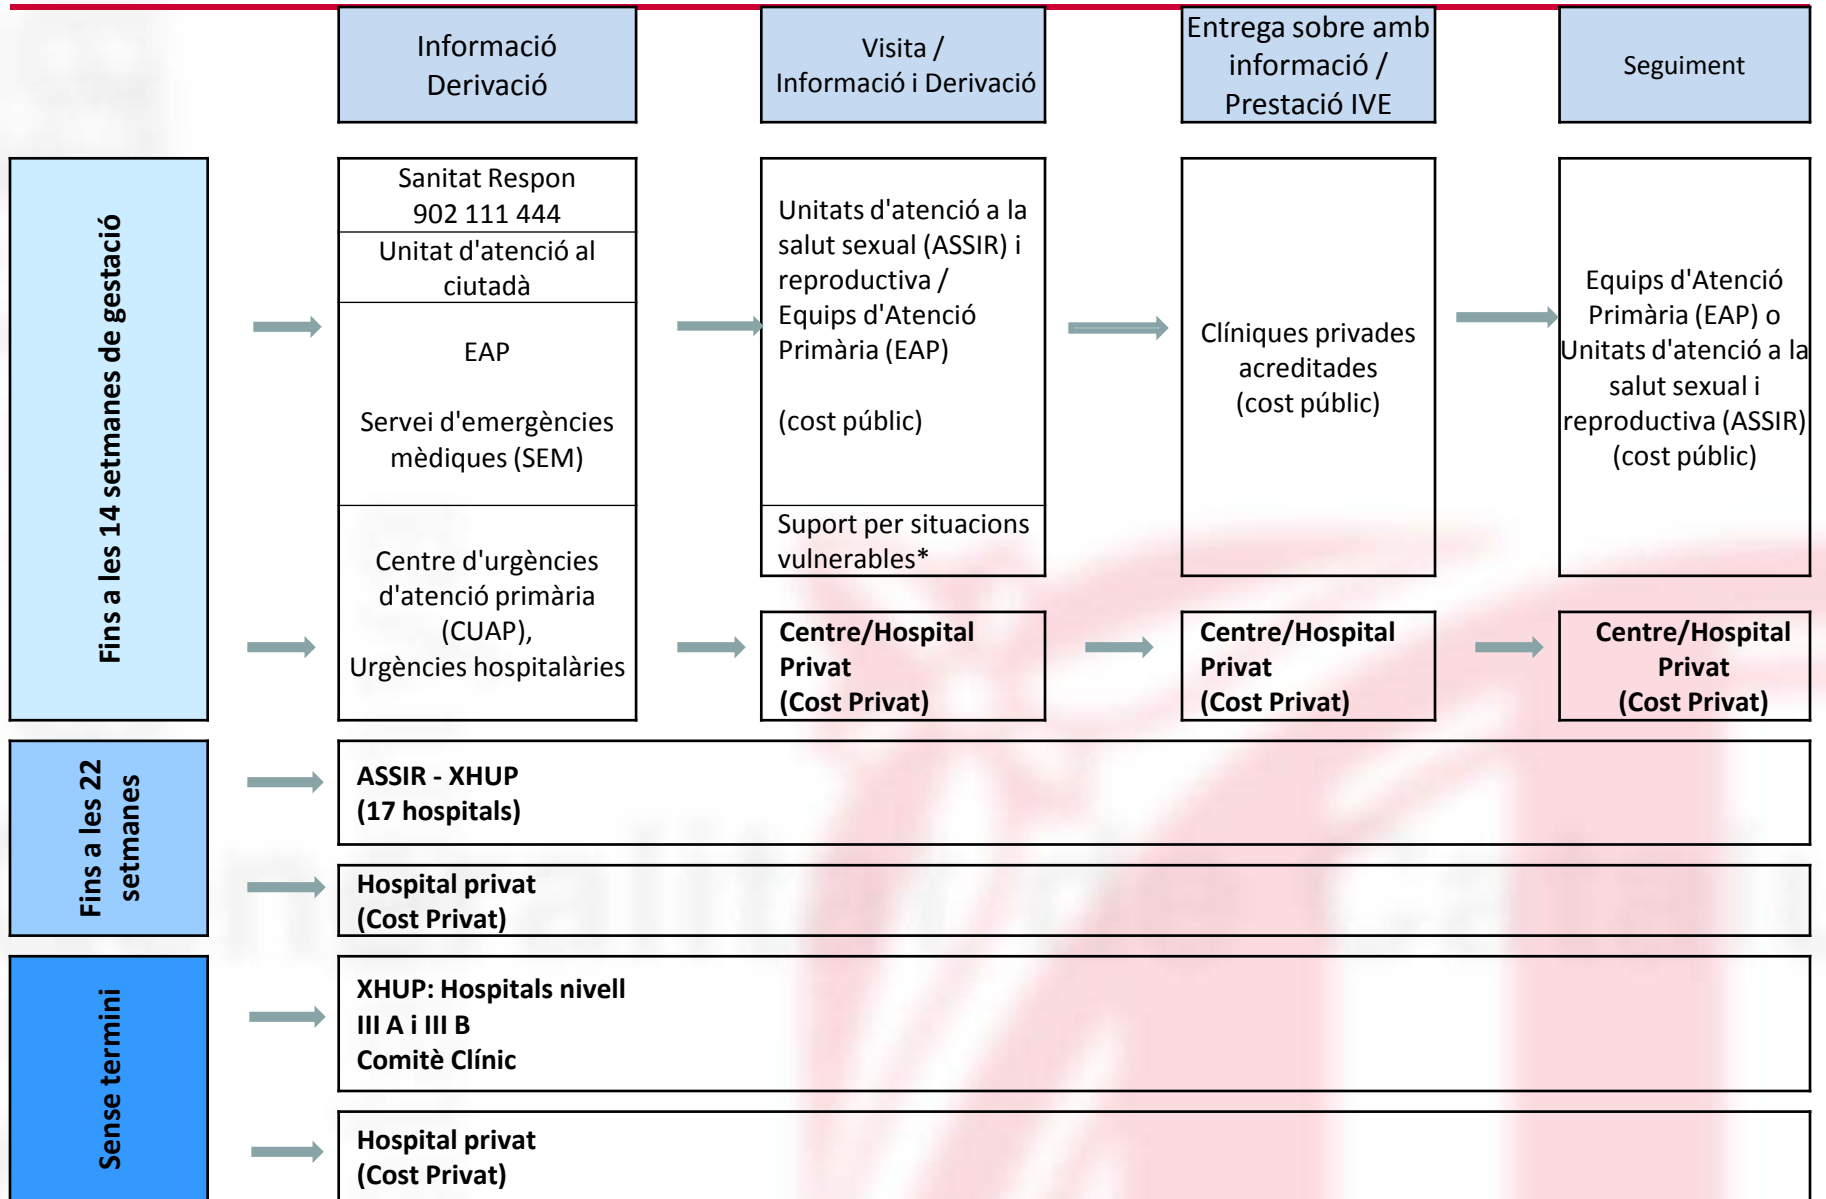 Informació
Derivació
Visita /
Informació i Derivació
Entrega sobre amb
informació /
Prestació IVE
Seguiment
Fins a les 14 setmanes de gestació
Sanitat Respon
902 111 444
Unitat d'atenció al
ciutadà
EAP
Servei d'emergències
mèdiques (SEM)
Centre d'urgències
d'atenció primària
(CUAP),
Urgències hospitalàries
Unitats d'atenció a la
salut sexual (ASSIR) i
reproductiva /
Equips d'Atenció
Primària (EAP)
(cost públic)
Suport per situacions
vulnerables*
Clíniques privades
acreditades
(cost públic)
Equips d'Atenció
Primària (EAP) o
Unitats d'atenció a la
salut sexual i
reproductiva (ASSIR)
(cost públic)
Centre/Hospital
Privat
(Cost Privat)
Centre/Hospital
Privat
(Cost Privat)
Centre/Hospital
Privat
(Cost Privat)
Fins a les 22
setmanes
ASSIR - XHUP
(17 hospitals)
Hospital privat
(Cost Privat)
Sense termini
XHUP: Hospitals nivell
III A i III B
Comitè Clínic
Hospital privat
(Cost Privat)